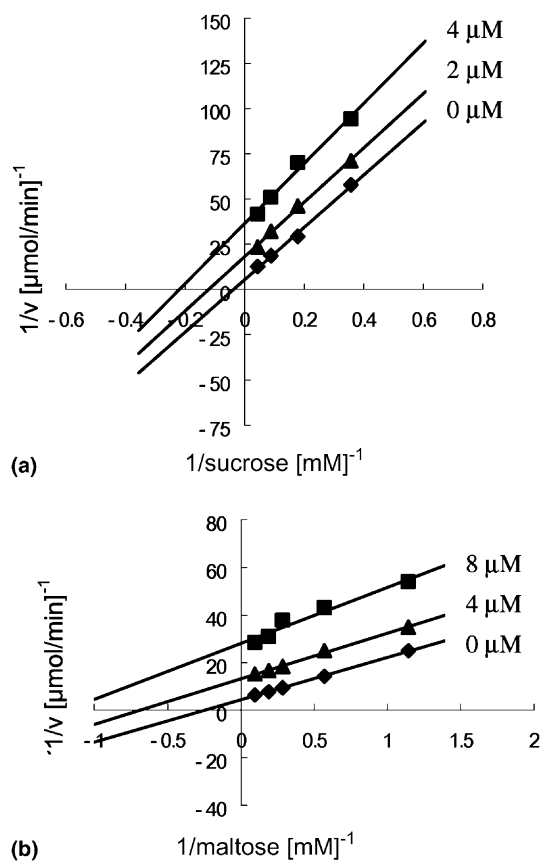 150
125
100
75
50
25
0
-25
-50
-75
-0.6 -0.4 -0.2 0 0.2 0.4 0.6 0.8
4 µM
2 µM
0 µM
1/v [µmol/min]-1
(a)
1/sucrose [mM]-1
80
60
40
20
0
-20
-40
-1 -0.5 0 0.5 1 1.5 2
8 µM
4 µM
0 µM
1/v [µmol/min]-1
(b)
1/maltose [mM]-1